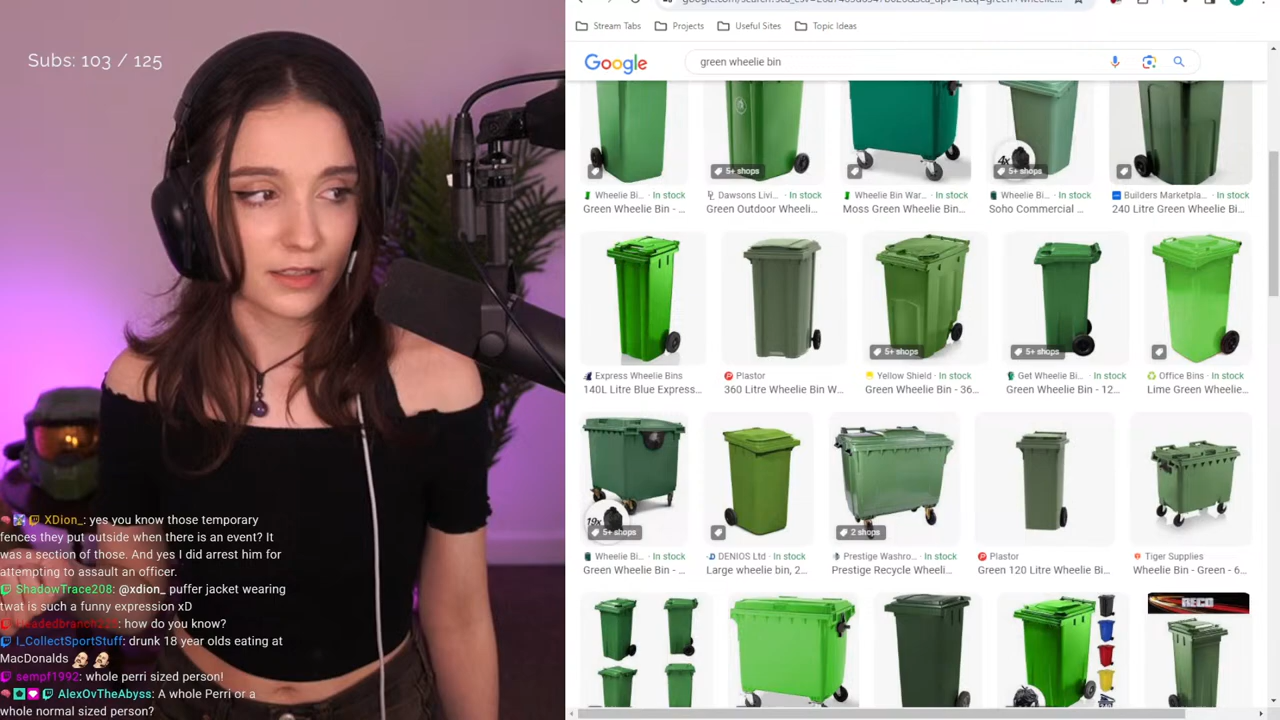 Stream Tabs
Projects
Useful Sites
Topic Ideas
Subs: 103 / 125
Google
green wheelie bin
5+ shops
4x
5+ shops
Wheelie Bi... · In stock
Green Wheelie Bin - ...
Dawsons Livi... · In stock
Green Outdoor Wheeli...
Wheelie Bin War... · In stock
Moss Green Wheelie Bin...
Wheelie Bi... · In stock
Soho Commercial ...
Builders Marketpla... · In stock
240 Litre Green Wheelie Bi...
5+ shops
5+ shops
Express Wheelie Bins
140L Litre Blue Express...
Plastor
360 Litre Wheelie Bin W...
Yellow Shield · In stock
Green Wheelie Bin - 36...
Get Wheelie Bi... · In stock
Green Wheelie Bin - 12...
Office Bins · In stock
Lime Green Wheelie...
19x
5+ shops
2 shops
Wheelie Bi... · In stock
Green Wheelie Bin - ...
DENIOS Ltd · In stock
Large wheelie bin, 2...
Prestige Washro... · In stock
Prestige Recycle Wheeli...
Plastor
Green 120 Litre Wheelie Bi...
Tiger Supplies
Wheelie Bin - Green - 6...
XDion_: yes you know those temporary
fences they put outside when there is an event? It
was a section of those. And yes I did arrest him for
attempting to assault an officer.
ShadowTrace208: @xdion_ puffer jacket wearing
twat is such a funny expression xD
how do you know?
I_CollectSportStuff: drunk 18 year olds eating at
MacDonalds
sempf1992: whole perri sized person!
AlexOvTheAbyss: A whole Perri or a
whole normal sized person?